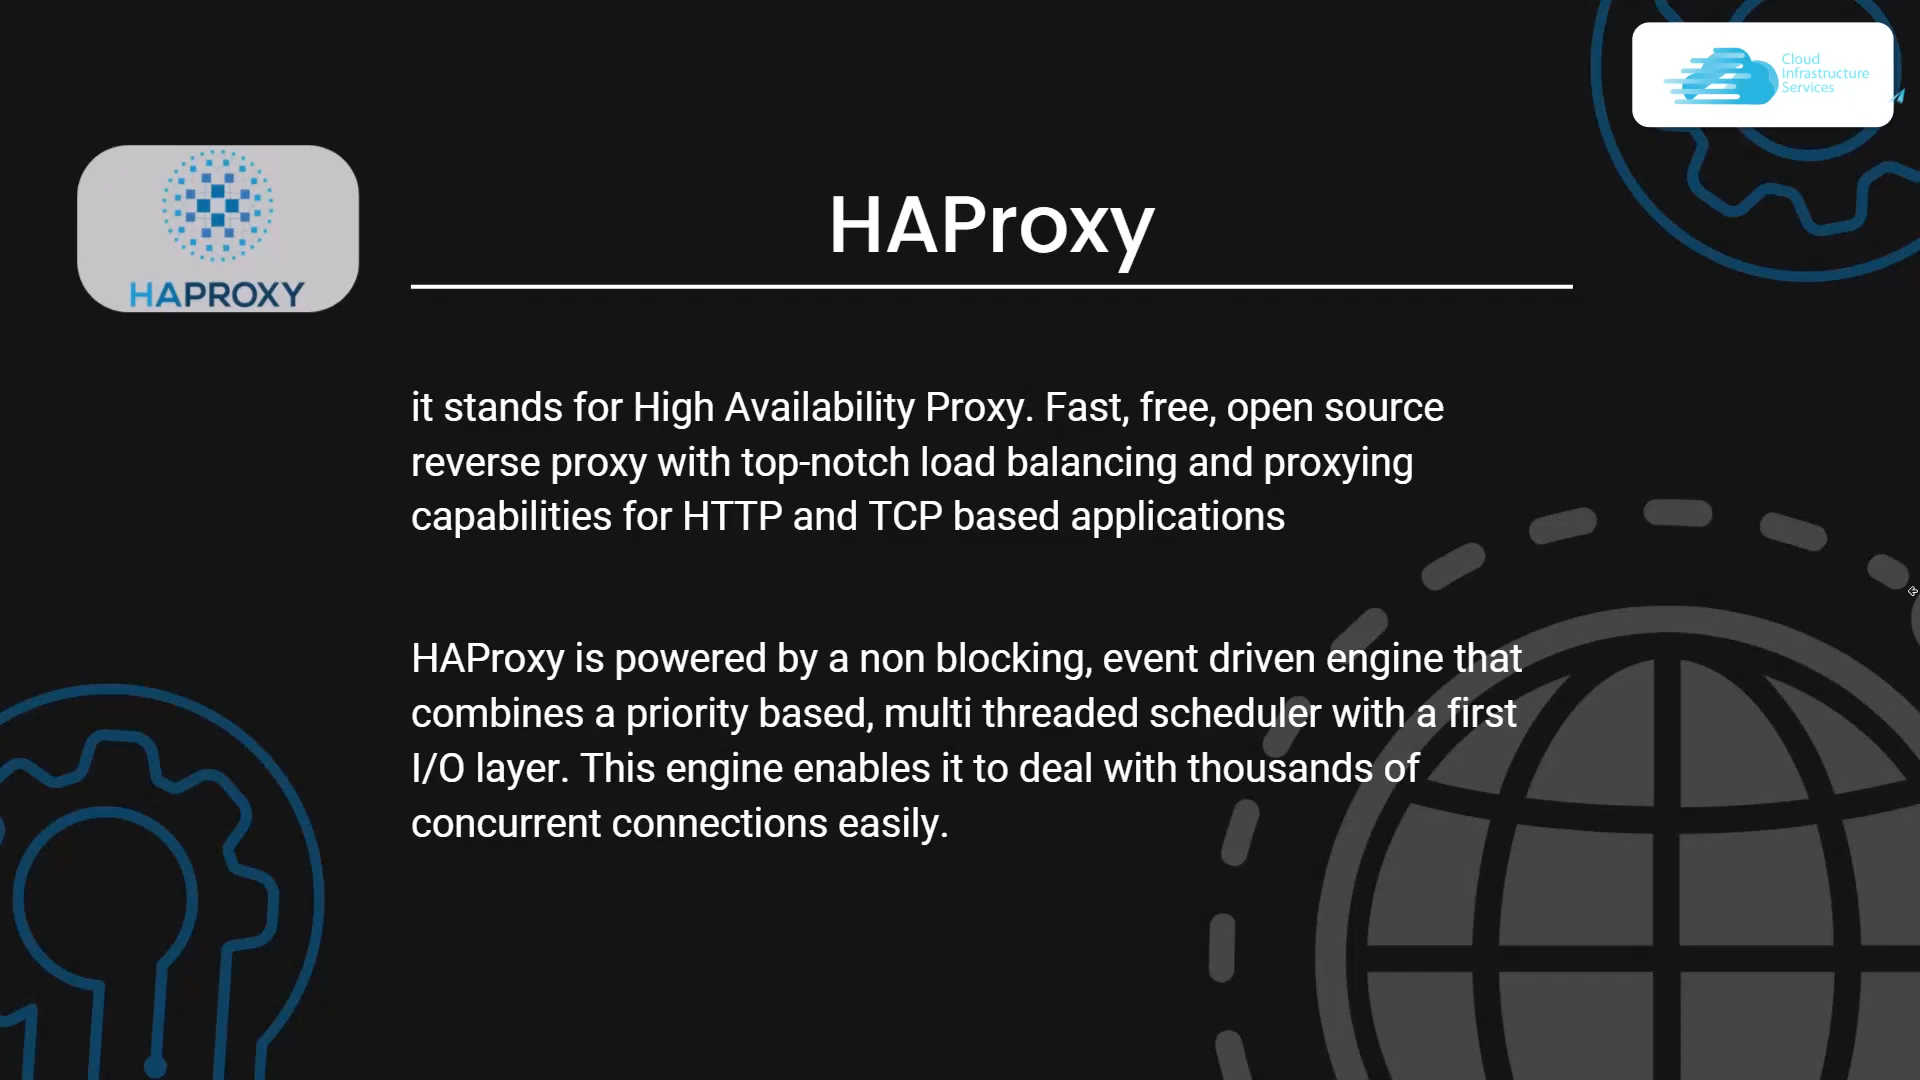 Cloud
Infrastructure
Services
HAPROXY
HAProxy
it stands for High Availability Proxy. Fast, free, open source
reverse proxy with top-notch load balancing and proxying
capabilities for HTTP and TCP based applications
HAProxy is powered by a non blocking, event driven engine that
combines a priority based, multi threaded scheduler with a first
I/O layer. This engine enables it to deal with thousands of
concurrent connections easily.